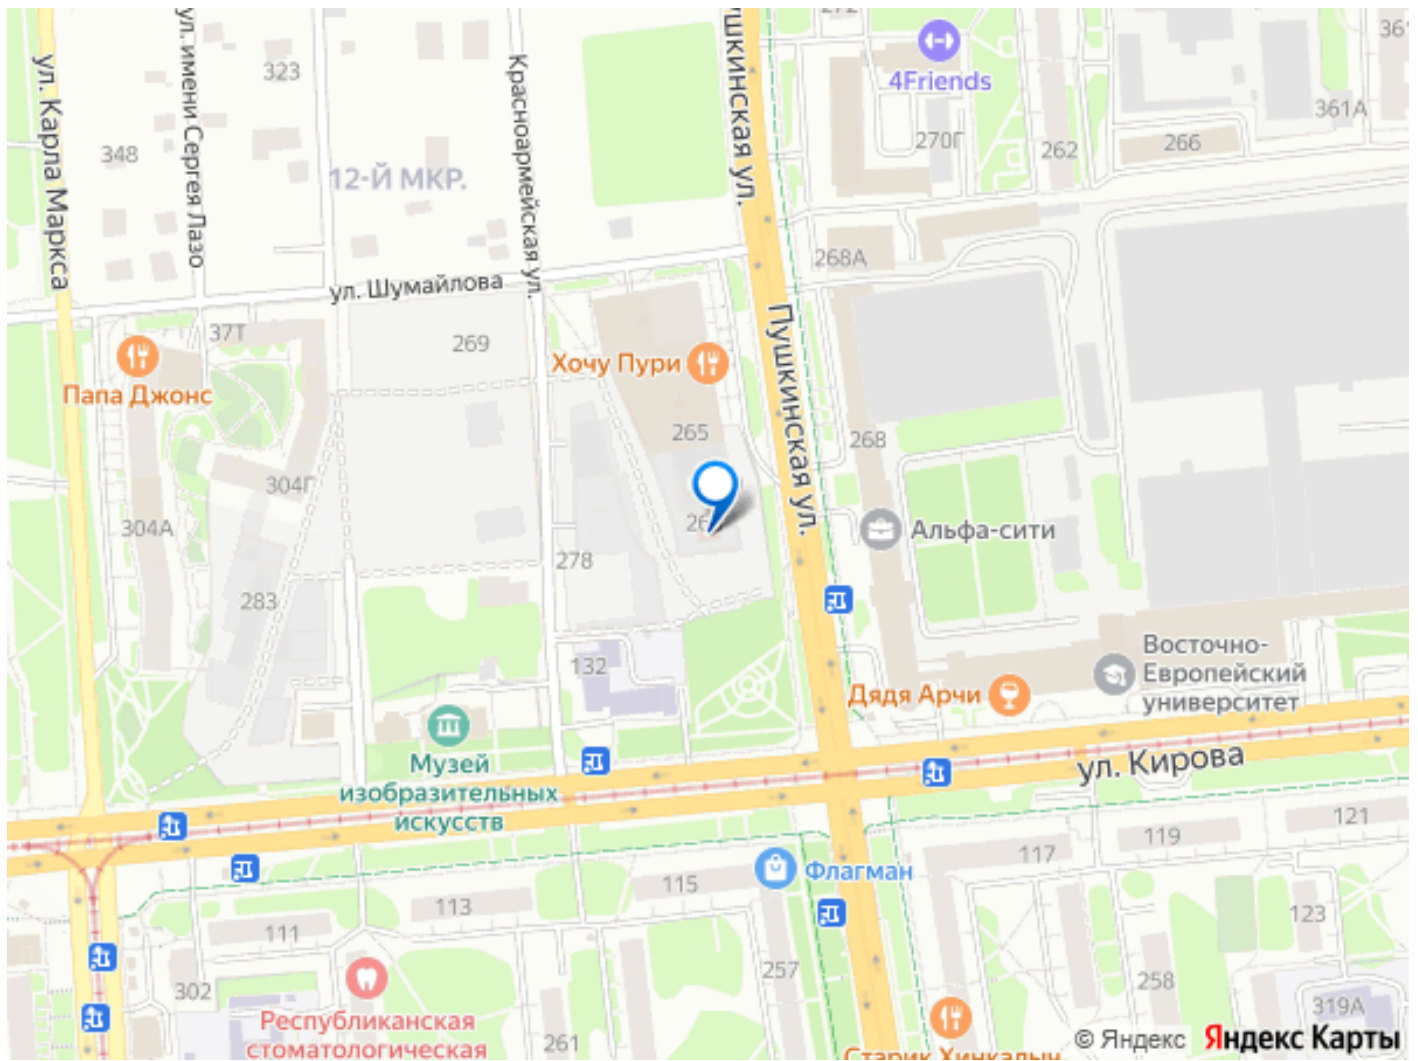 ул. Карла Маркса
ул. имени Сергея Лазо
323
348
12-Й МКР.
Красноармейская ул.
Пушкинская ул.
272
4Friends
270Г
262
266
361А
361
268А
ул. Шумайлова
37Т
269
Папа Джонс
Хочу Пури
265
Пушкинская ул.
268
304Г
304А
283
278
Альфа-сити
132
Восточно-
Европейский
университет
Дядя Арчи
Музей
изобразительных
искусств
ул. Кирова
121
119
117
Флагман
115
113
111
123
257
258
302
319А
261
Республиканская
стоматологическая
Старик Хинкалыч
© Яндекс Яндекс Карты